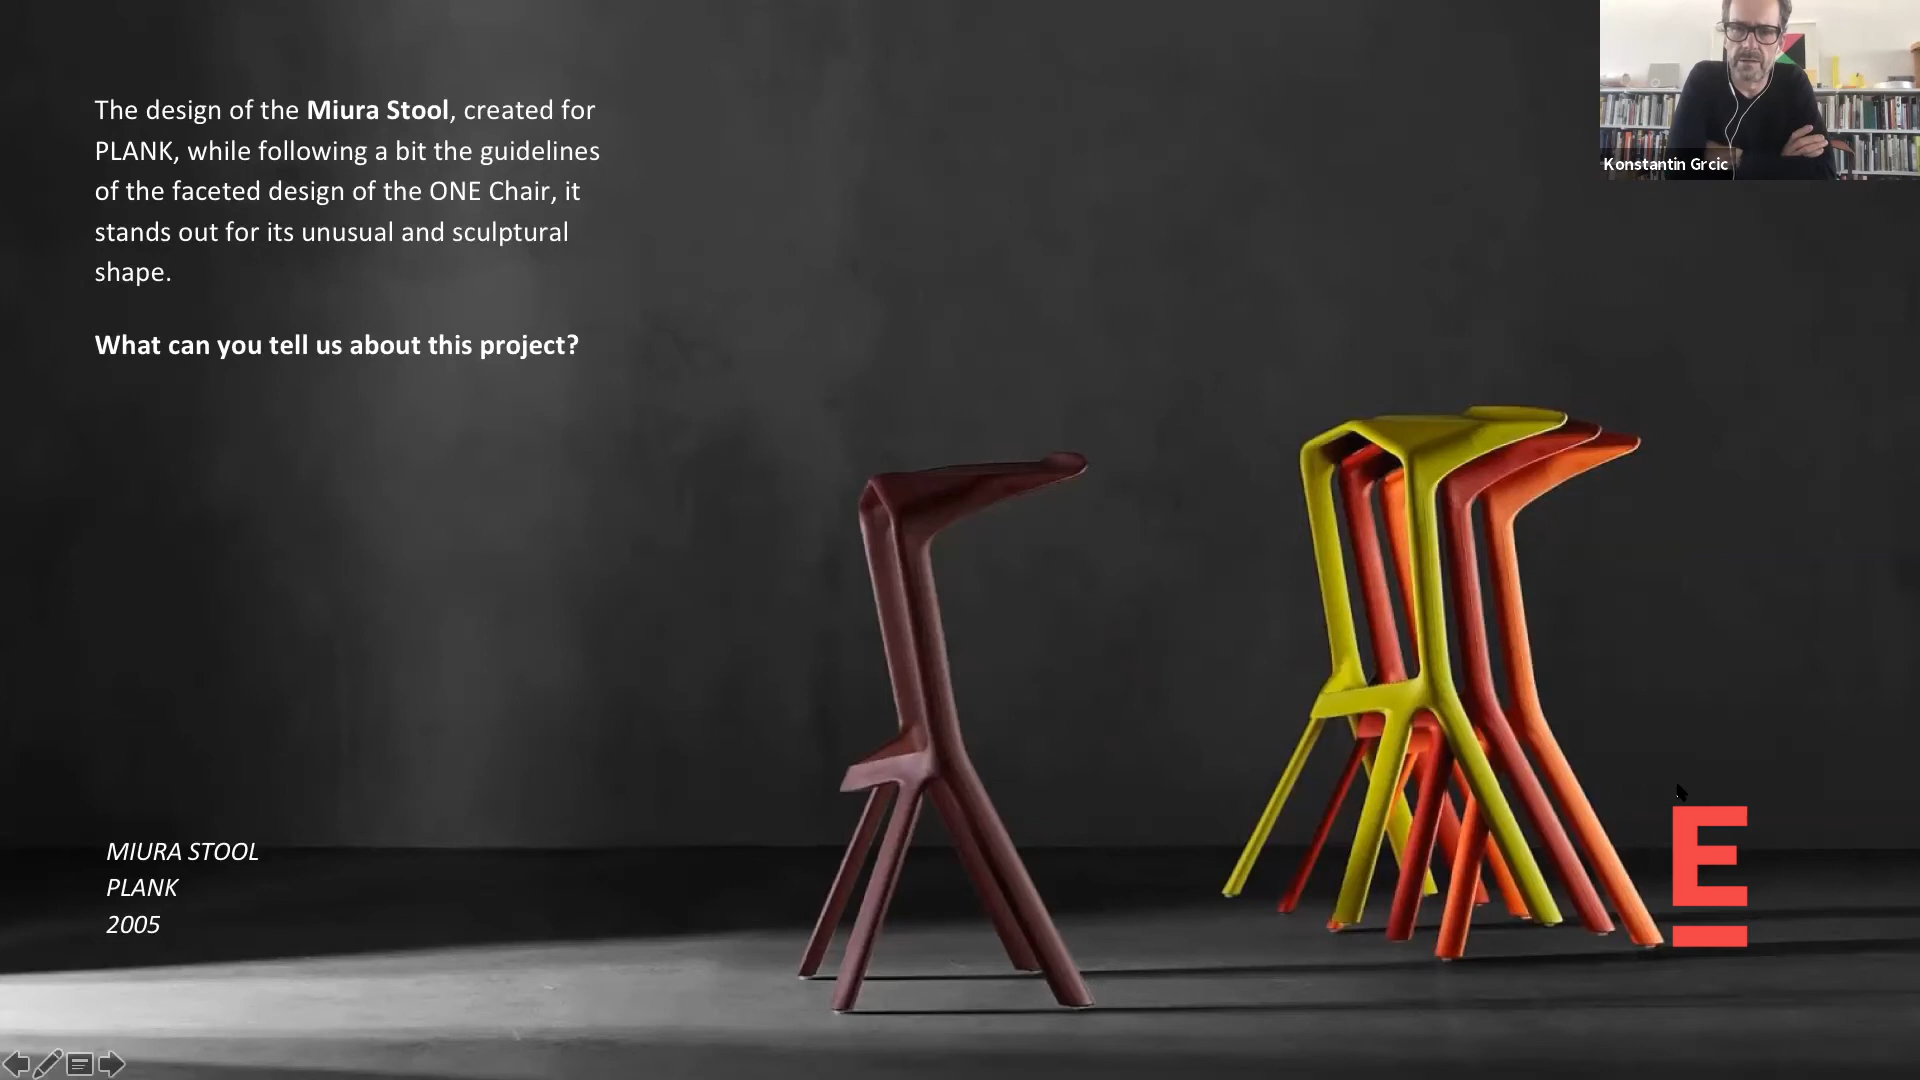 The design of the Miura Stool, created for
PLANK, while following a bit the guidelines
of the faceted design of the ONE Chair, it
stands out for its unusual and sculptural
shape.
What can you tell us about this project?
Konstantin Grcic
MIURA STOOL
PLANK
2005
E